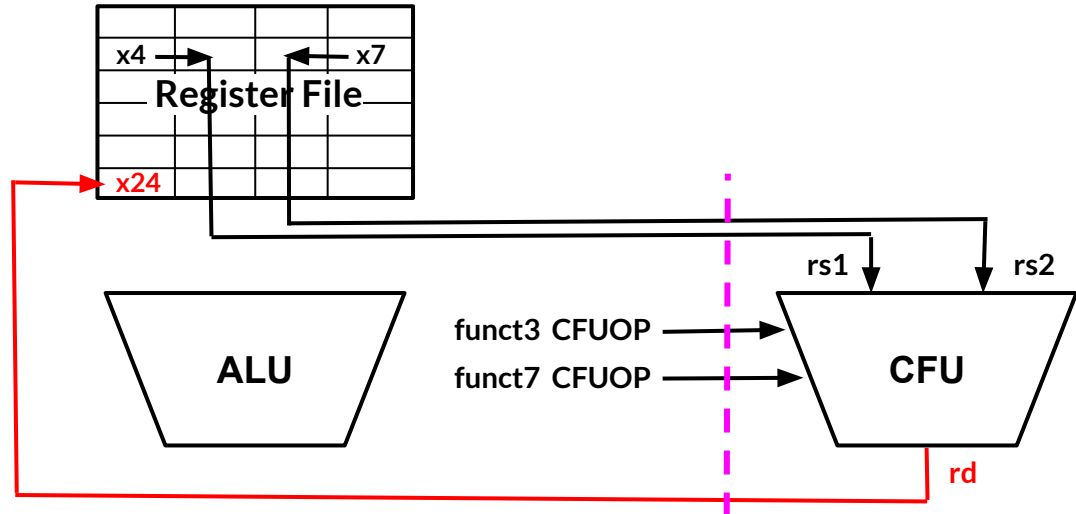 x4
x7
Register File
x24
rs1
rs2
funct3 CFUOP
funct7 CFUOP
ALU
CFU
rd